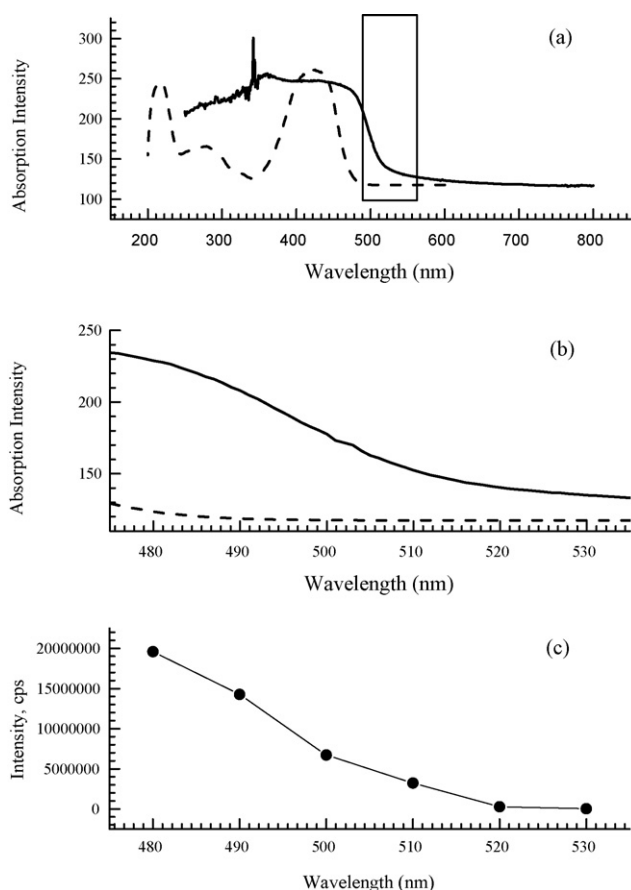 (a)
Absorption Intensity
300
250
200
150
100
200 300 400 500 600 700 800
Wavelength (nm)
(b)
Absorption Intensity
250
200
150
480 490 500 510 520 530
Wavelength (nm)
(c)
Intensity, cps
20000000
15000000
10000000
5000000
0
480 490 500 510 520 530
Wavelength (nm)